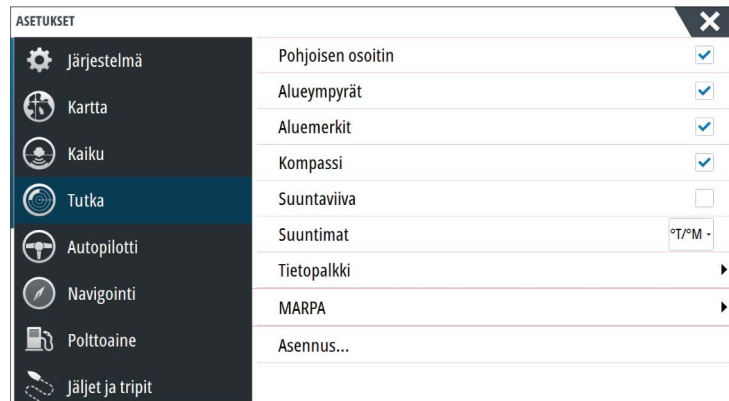 ASETUKSET
Järjestelmä
Kartta
Kaiku
Tutka
Autopilotti
Navigointi
Polttoaine
Jäljet ja tripit
Pohjoisen osoitin
Alueympyrät
Aluemerkit
Kompassi
Suuntaviiva
Suuntimat °T/°M
Tietopalkki
MARPA
Asennus...